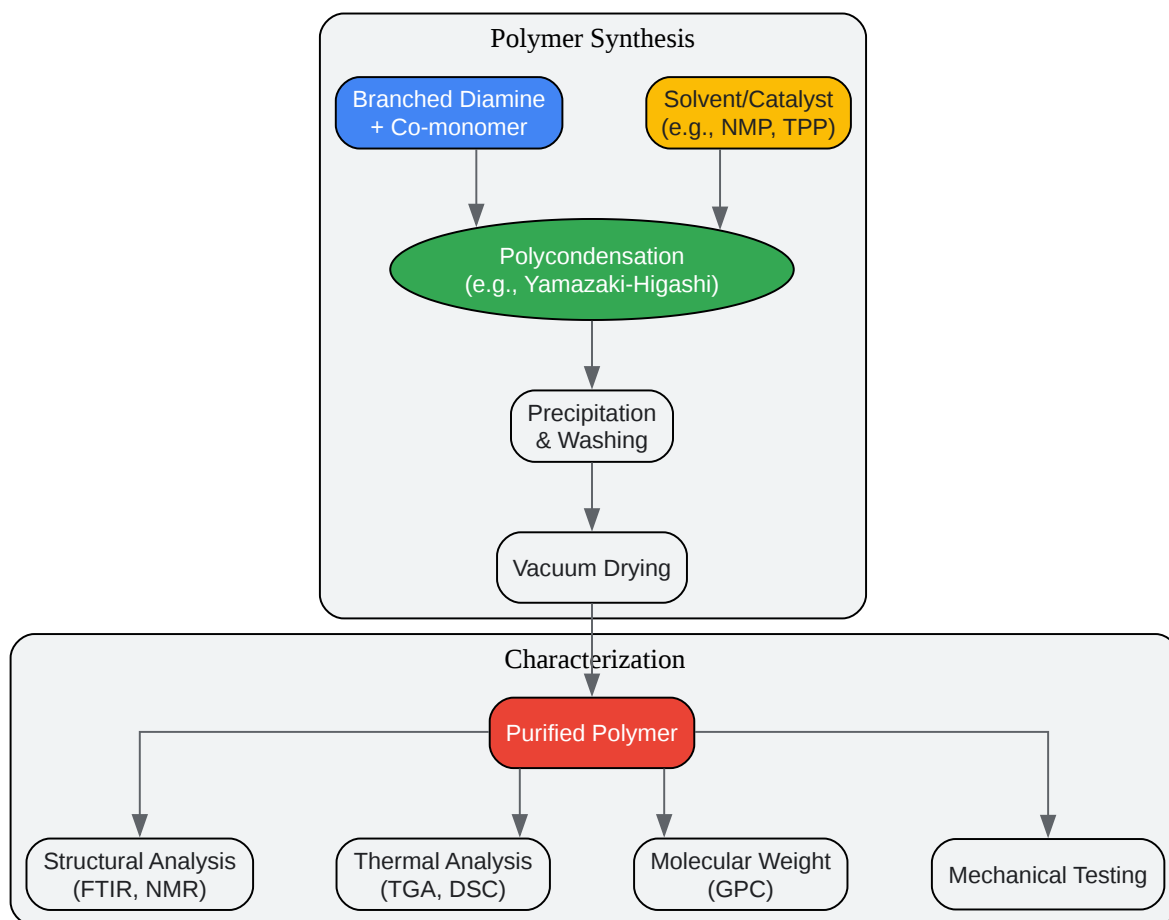 Polymer Synthesis
Branched Diamine
+ Co-monomer
Solvent/Catalyst
(e.g., NMP, TPP)
Polycondensation
(e.g., Yamazaki-Higashi)
Precipitation
& Washing
Vacuum Drying
Characterization
Purified Polymer
Structural Analysis
(FTIR, NMR)
Thermal Analysis
(TGA, DSC)
Molecular Weight
(GPC)
Mechanical Testing